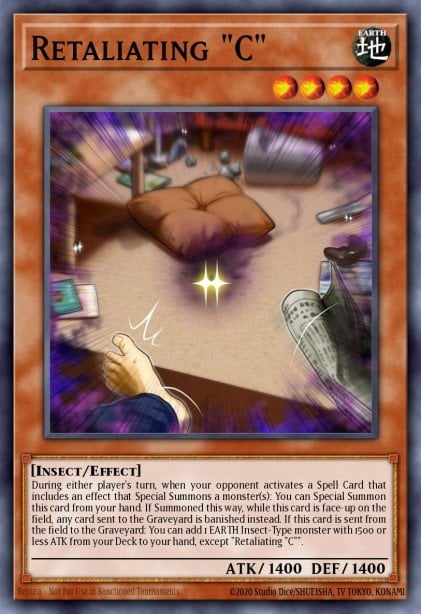 Retaliating "C"
EARTH
地
[Insect/Effect]
During either player's turn, when your opponent activates a Spell Card that
includes an effect that Special Summons a monster(s): You can Special Summon
this card from your hand. If Summoned this way, while this card is face-up on the
field, any card sent to the Graveyard is banished instead. If this card is sent
from the field to the Graveyard: You can add 1 EARTH Insect-Type monster with 1500 or
less ATK from your Deck to your hand, except "Retaliating "C"".
ATK/1400 DEF/1400
Replica - Not For Use in Sanctioned Tournaments
©2020 Studio Dice/SHUEISHA, TV TOKYO, KONAMI